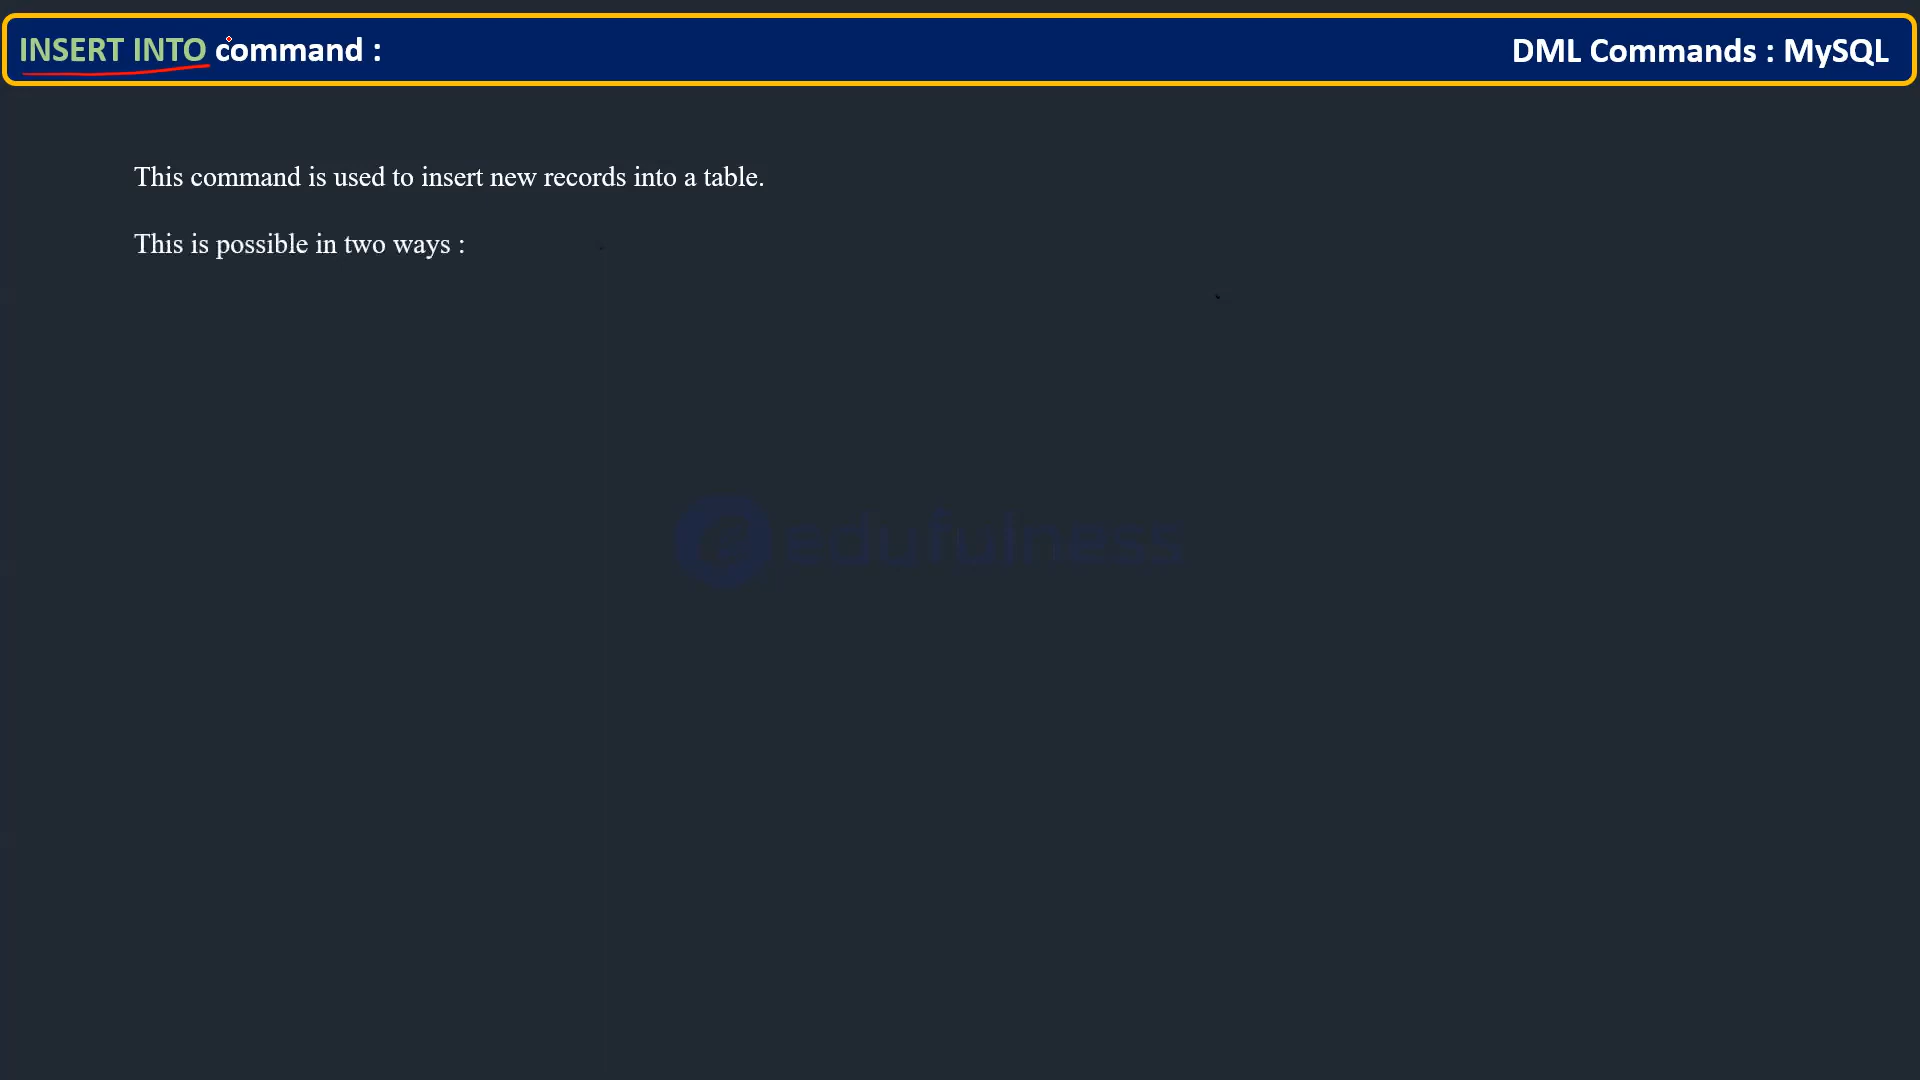 INSERT INTO command :
DML Commands : MySQL
This command is used to insert new records into a table.
This is possible in two ways :
edufulness